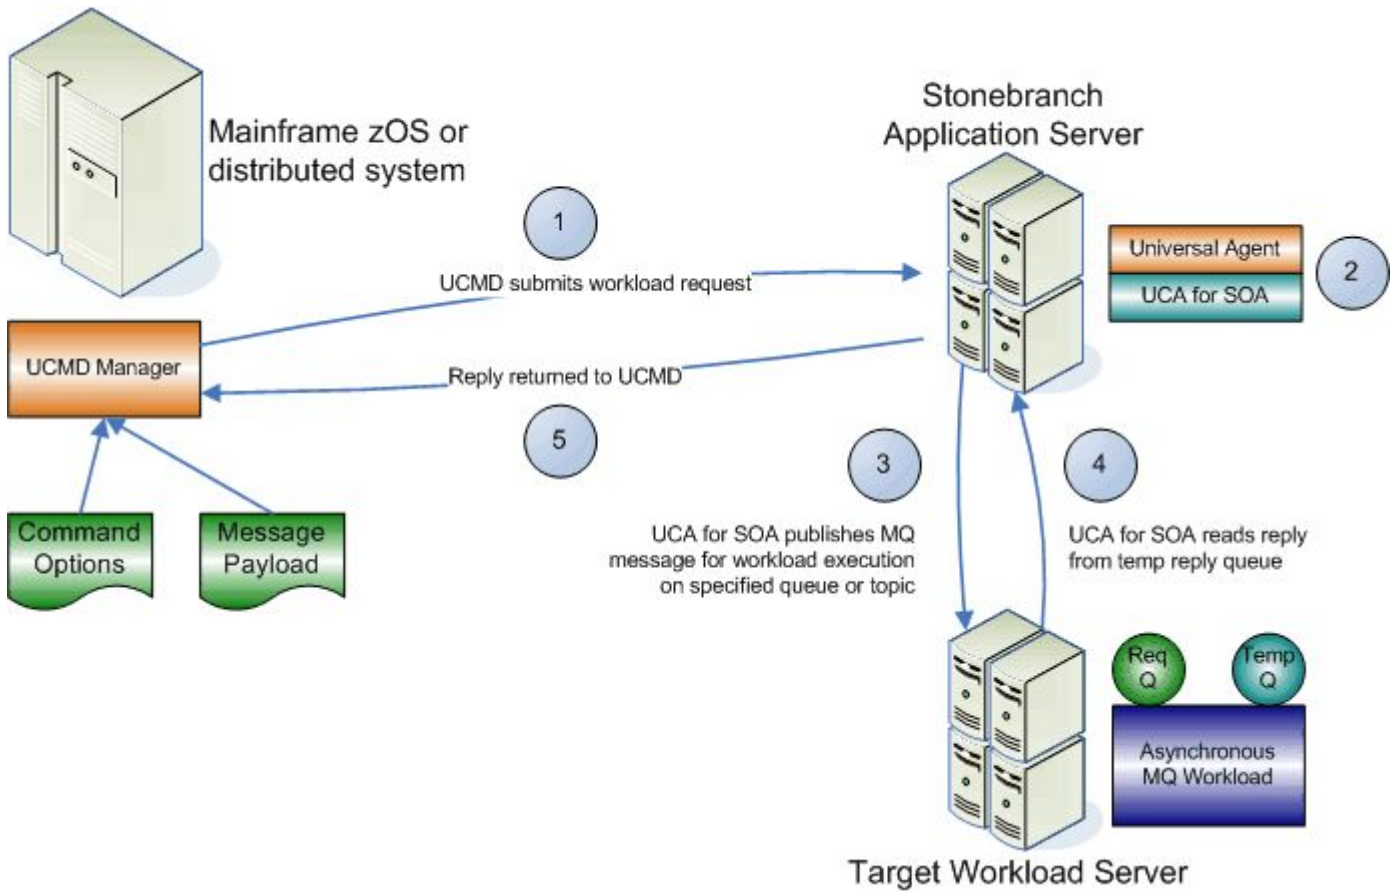 Mainframe zOS or
distributed system
Stonebranch
Application Server
1
UCMD submits workload request
Universal Agent
UCA for SOA
2
UCMD Manager
Reply returned to UCMD
5
3
4
Command
Options
Message
Payload
UCA for SOA publishes MQ
message for workload execution
on specified queue or topic
UCA for SOA reads reply
from temp reply queue
Req
Q
Temp
Q
Asynchronous
MQ Workload
Target Workload Server